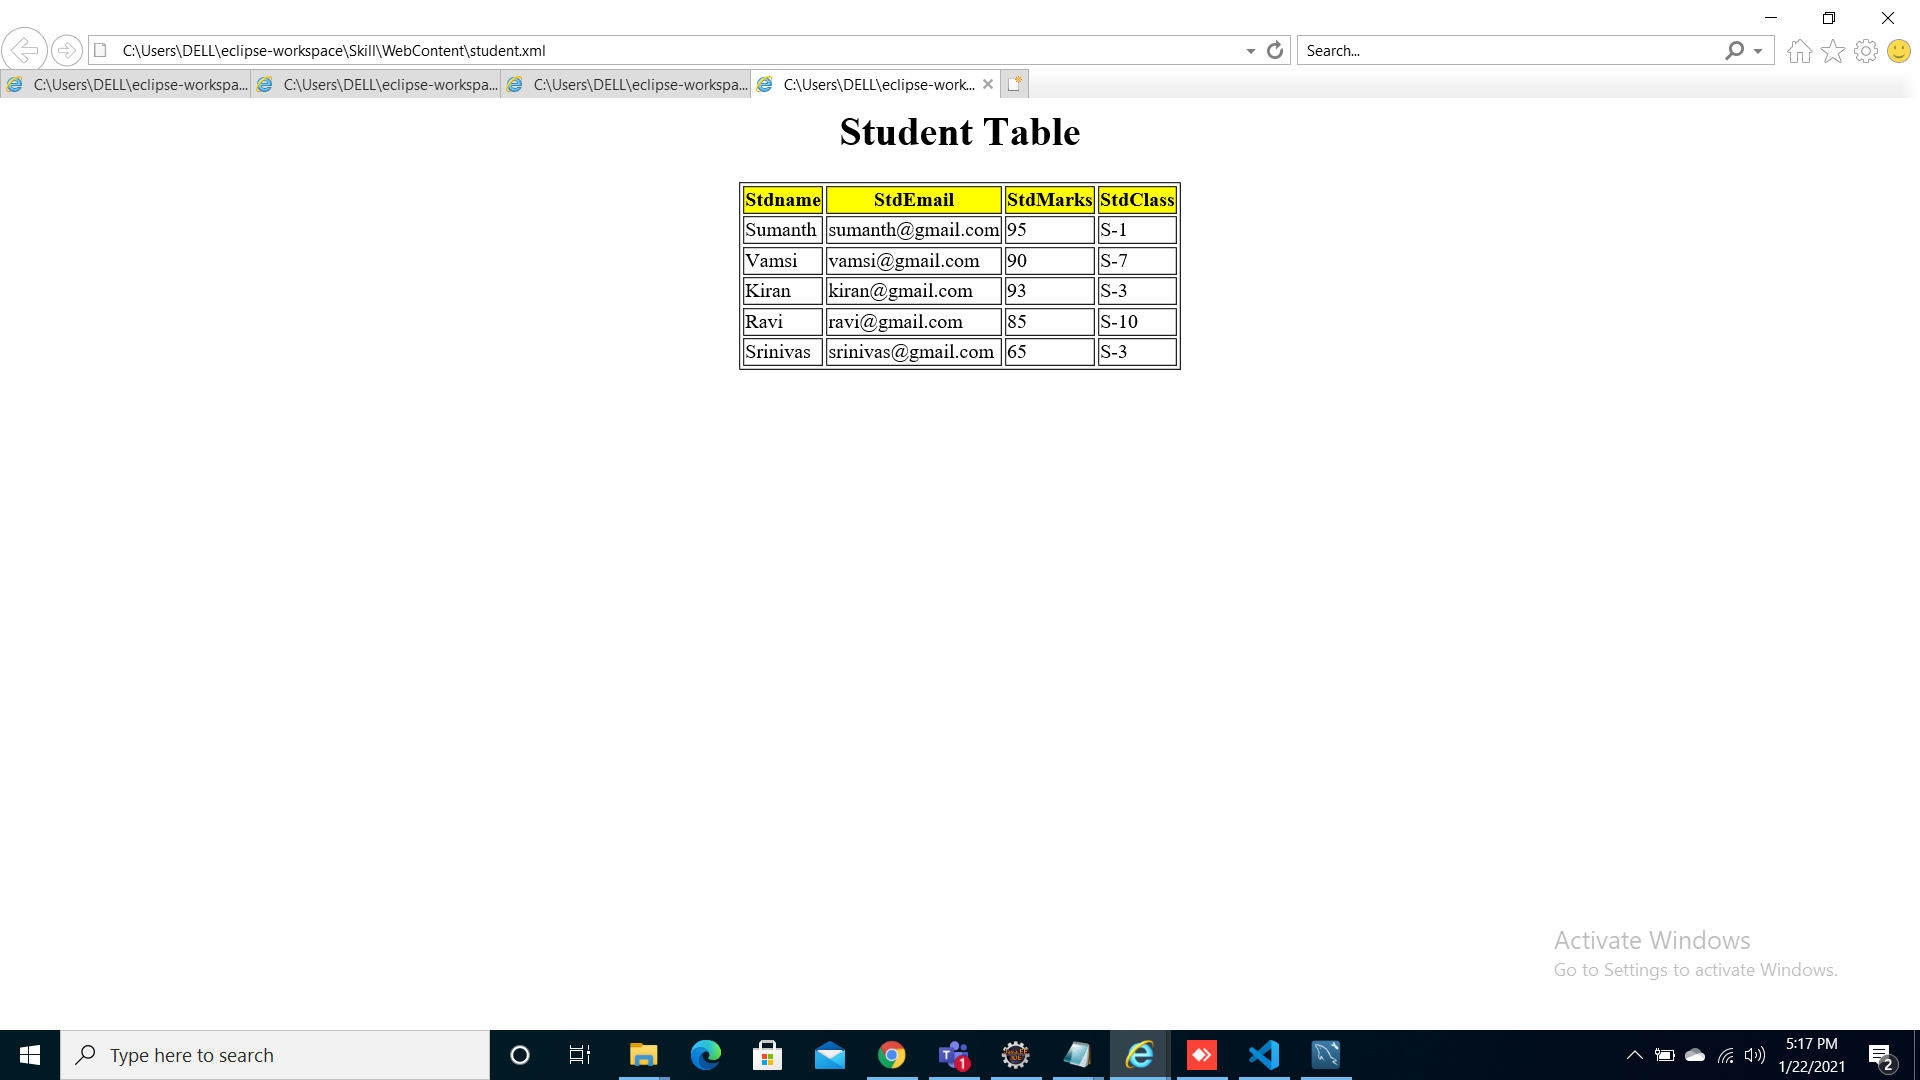 C:\Users\DELL\eclipse-workspace\Skill\WebContent\student.xml
Search...
C:\Users\DELL\eclipse-workspa... C:\Users\DELL\eclipse-workspa... C:\Users\DELL\eclipse-workspa... C:\Users\DELL\eclipse-work...
Student Table
Stdname StdEmail StdMarks StdClass
Sumanth sumanth@gmail.com 95 S-1
Vamsi vamsi@gmail.com 90 S-7
Kiran kiran@gmail.com 93 S-3
Ravi ravi@gmail.com 85 S-10
Srinivas srinivas@gmail.com 65 S-3
Activate Windows
Go to Settings to activate Windows.
Type here to search
T 1
5:17 PM
1/22/2021
2